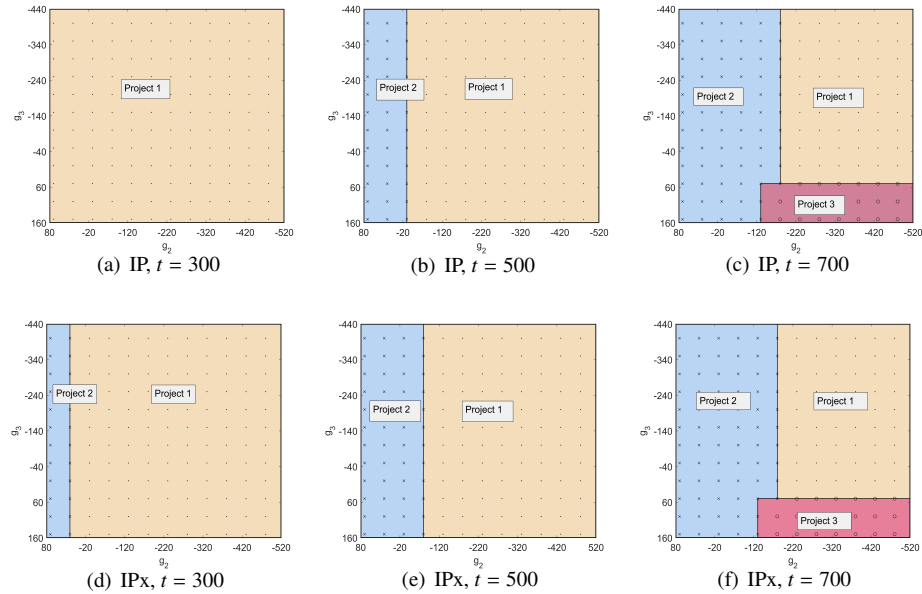 -440
-340
-240
-140
-40
60
160
g3
Project 1
80 -20 -120 -220 -320 -420 -520
g2
(a) IP, t = 300
-440
-340
-240
-140
-40
60
160
g3
Project 2
Project 1
80 -20 -120 -220 -320 -420 -520
g2
(b) IP, t = 500
-440
-340
-240
-140
-40
60
160
g3
Project 2
Project 1
Project 3
80 -20 -120 -220 -320 -420 -520
g2
(c) IP, t = 700
-440
-340
-240
-140
-40
60
160
g3
Project 2
Project 1
80 -20 -120 -220 -320 -420 -520
g2
(d) IPx, t = 300
-440
-340
-240
-140
-40
60
160
g3
Project 2
Project 1
80 -20 -120 -220 -320 -420 -520
g2
(e) IPx, t = 500
-440
-340
-240
-140
-40
60
160
g3
Project 2
Project 1
Project 3
80 -20 -120 -220 -320 -420 -520
g2
(f) IPx, t = 700